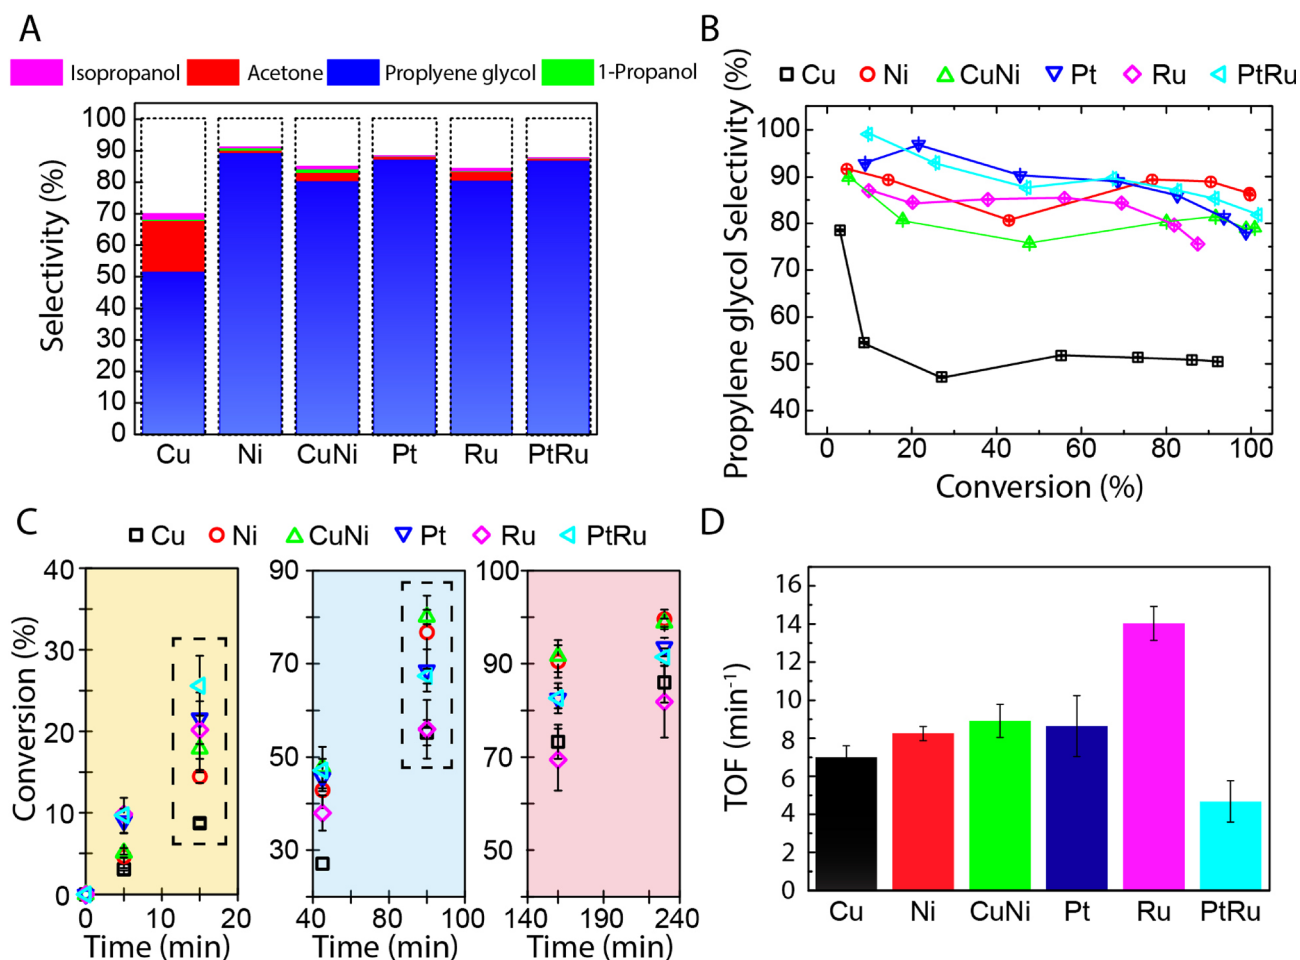 A
Isopropanol Acetone Proplyene glycol 1-Propanol
Selectivity (%)
100
90
80
70
60
50
40
30
80
10
0
Cu Ni CuNi Pt Ru PtRu
B
Cu Ni CuNi Pt Ru PtRu
Propylene glycol Selectivity (%)
100
90
80
70
60
50
40
0 20 40 60 80 100
Conversion (%)
C
Cu Ni CuNi Pt Ru PtRu
Conversion (%)
40
30
20
10
0
0 10 20
Time (min)
90
70
50
30
40 60 80 100
Time (min)
100
90
70
50
140 190 240
Time (min)
D
TOF (min-1)
16
14
12
10
8
6
4
2
0
Cu Ni CuNi Pt Ru PtRu